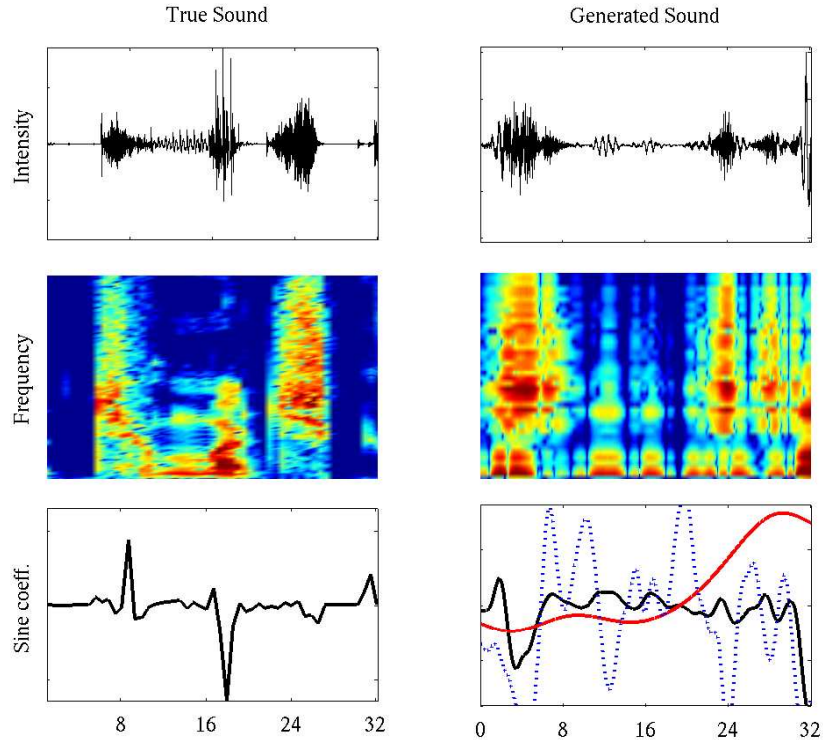 True Sound
Generated Sound
Intensity
Frequency
Sine coeff.
8 16 24 32
0 8 16 24 32